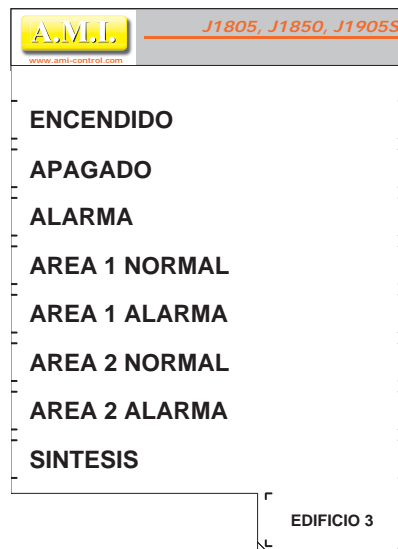 A.M.I.
www.ami-control.com
J1805, J1850, J1905S
ENCENDIDO
APAGADO
ALARMA
AREA 1 NORMAL
AREA 1 ALARMA
AREA 2 NORMAL
AREA 2 ALARMA
SINTESIS
EDIFICIO 3